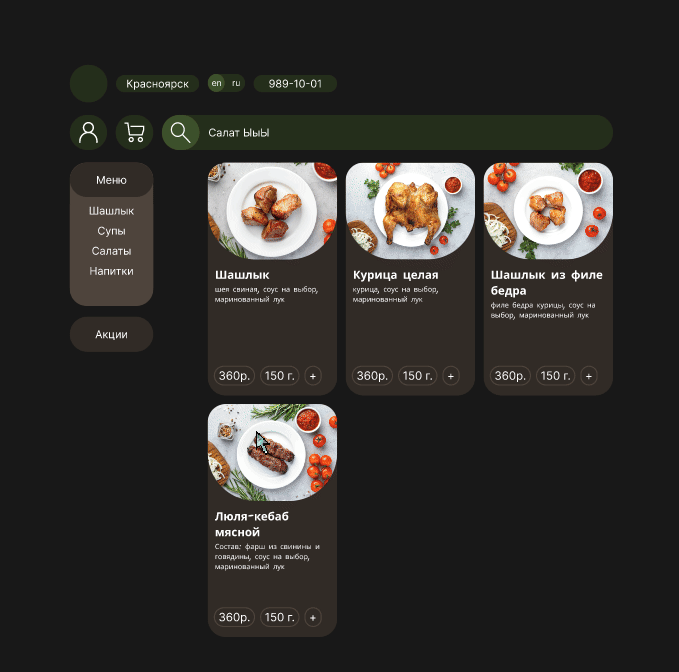 Красноярск
en ru
989-10-01
Салат ЫыЫ
Меню
Шашлык
Супы
Салаты
Напитки
Акции
Шашлык
шея свиная, соус на выбор,
маринованный лук
360р. 150 г. +
Курица целая
курица, соус на выбор,
маринованный лук
360р. 150 г. +
Шашлык из филе
бедра
филе бедра курицы, соус на
выбор, маринованный лук
360р. 150 г. +
Люля-кебаб
мясной
Состав: фарш из свинины и
говядины, соус на выбор,
маринованный лук
360р. 150 г. +